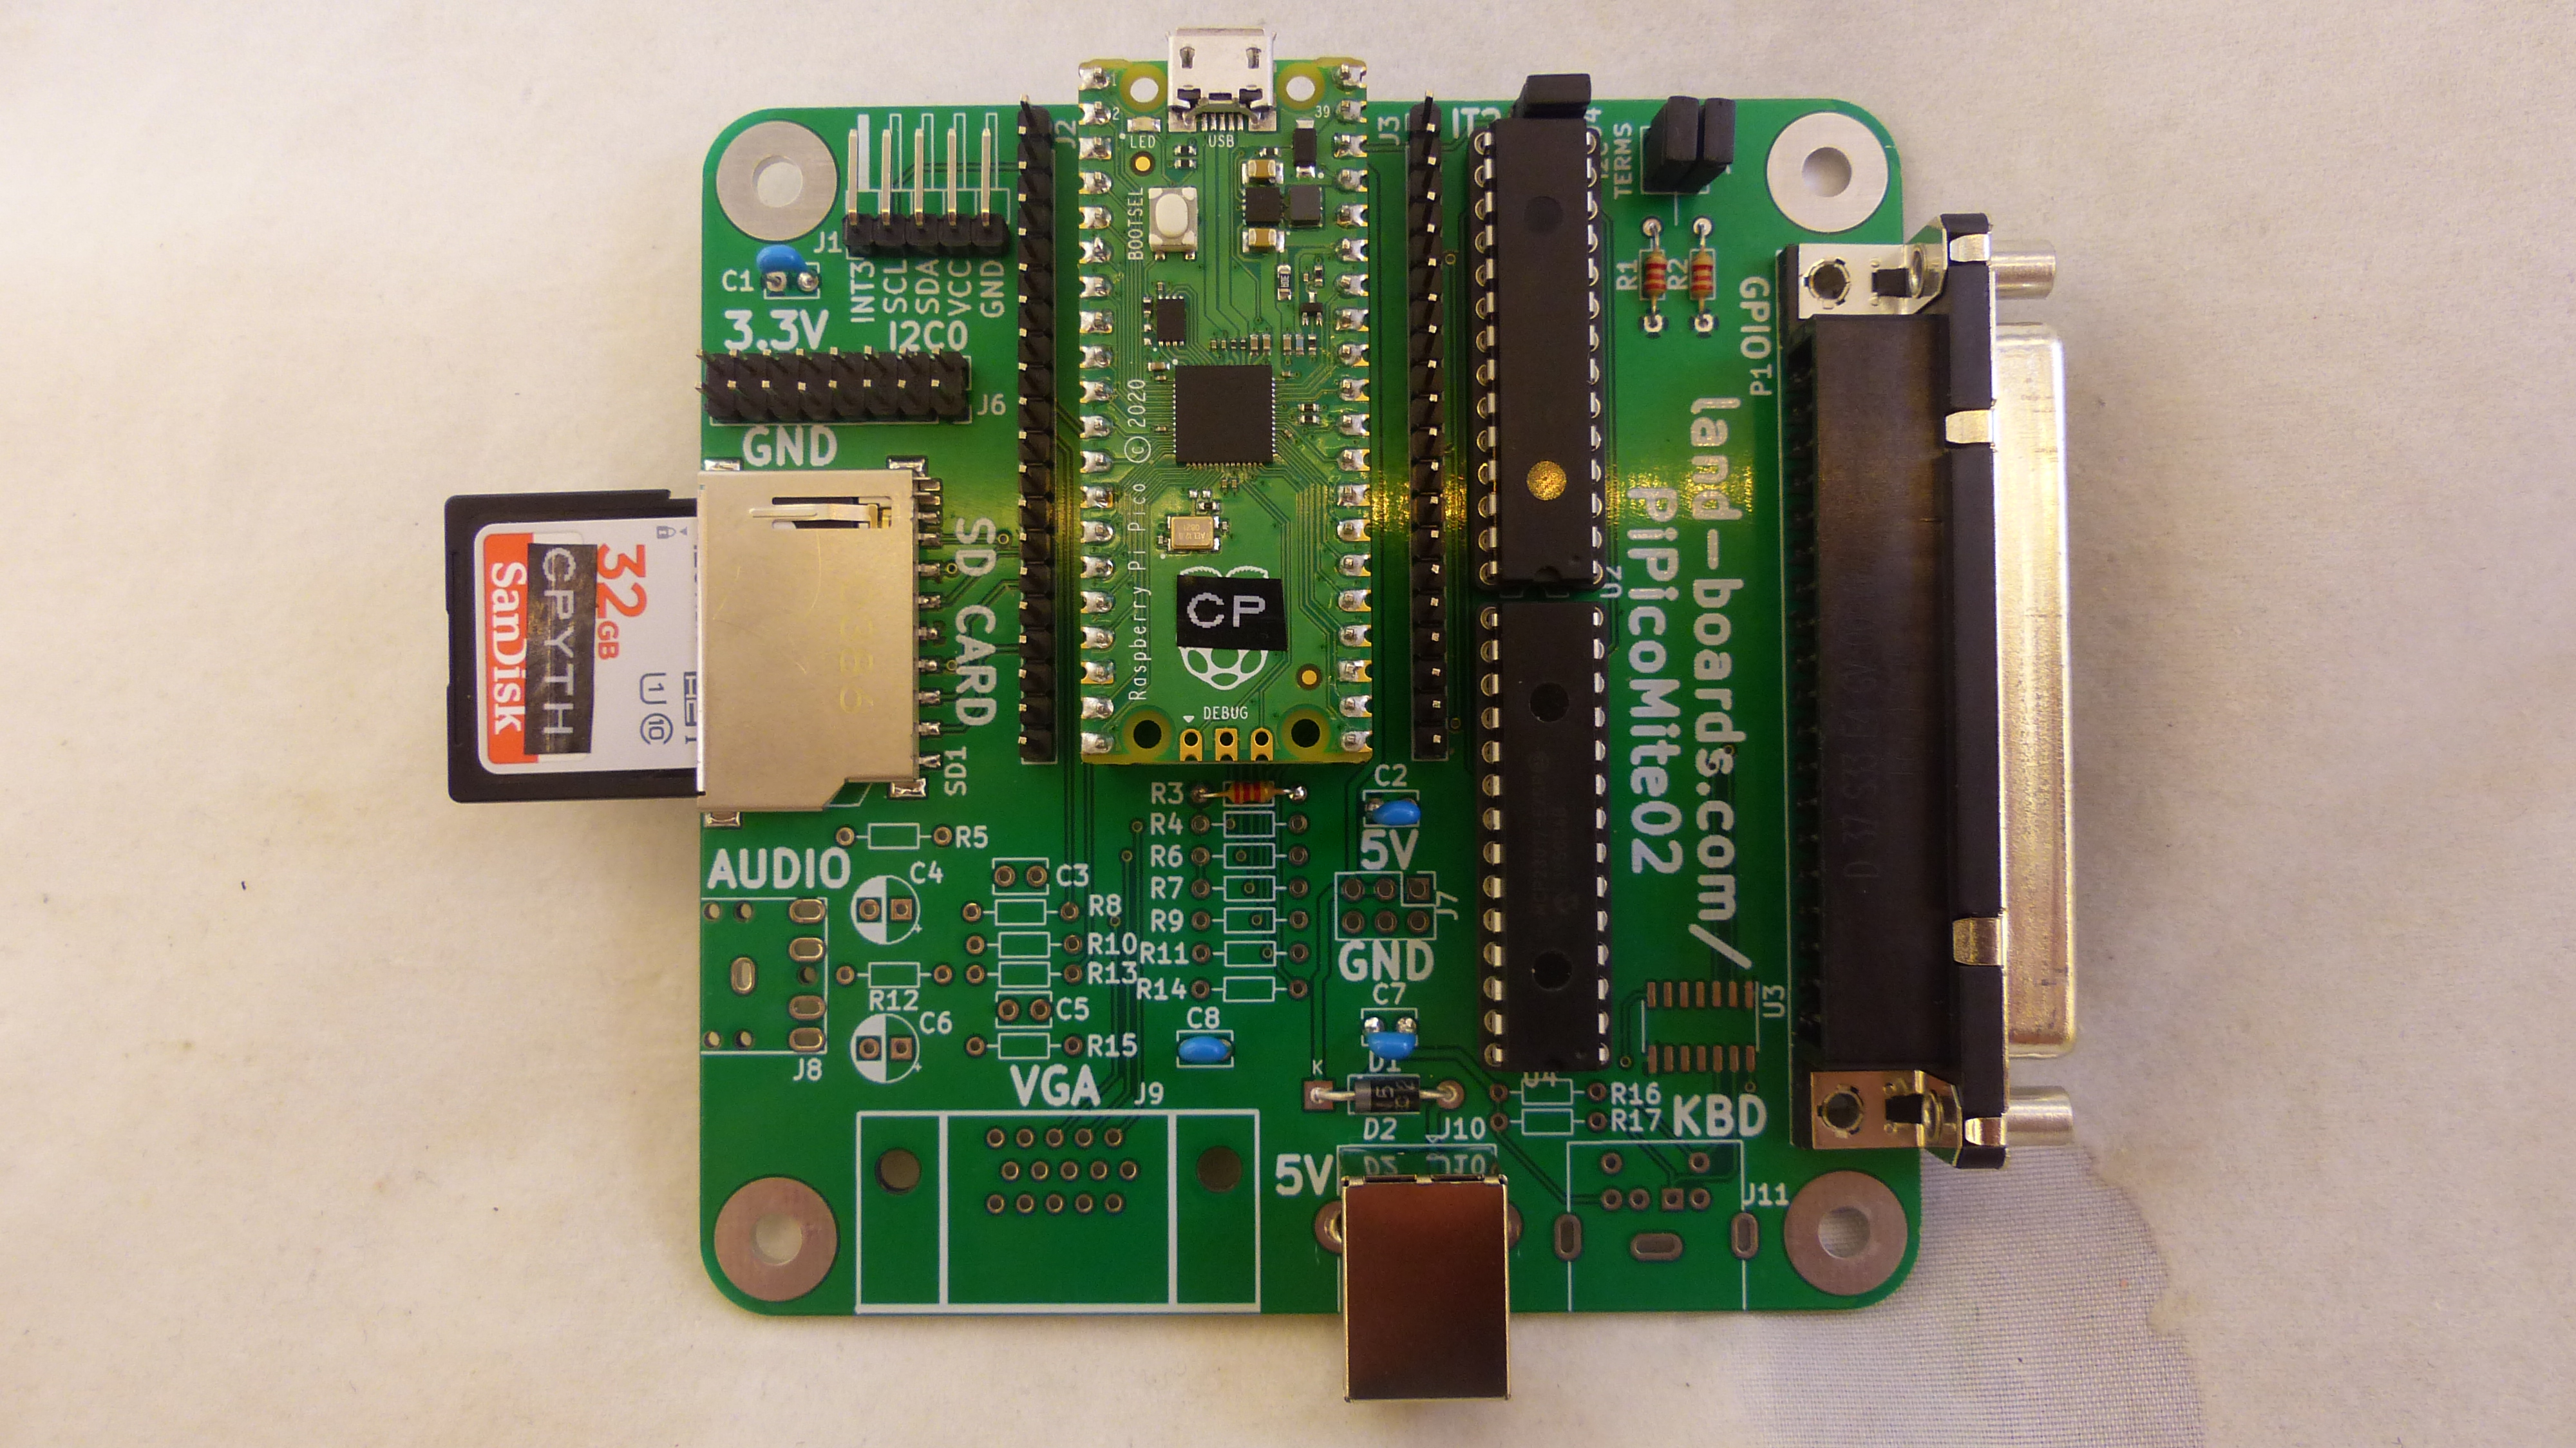 J2
2
LED
USB
39
J3
TERMS
BOOTSEL
J1
C1
INT3
SCL
SDA
VCC
GND
3.3V
I2C0
R1
R2
GPIO
P1
J6
GND
Raspberry Pi Pico © 2020
land-boards.com/
PiPicoMite02
U2
SanDisk
CPYTH
32GB
SD CARD
SD1
CP
DEBUG
R3
R4
R6
R7
R9
R11
R14
C2
5V
J7
GND
R5
AUDIO
C4
C3
R8
R10
R13
R12
C5
C6
R15
J8
C8
C7
D1
K
U3
U4
R16
R17
KBD
VGA
J9
D2
J10
5V
J11